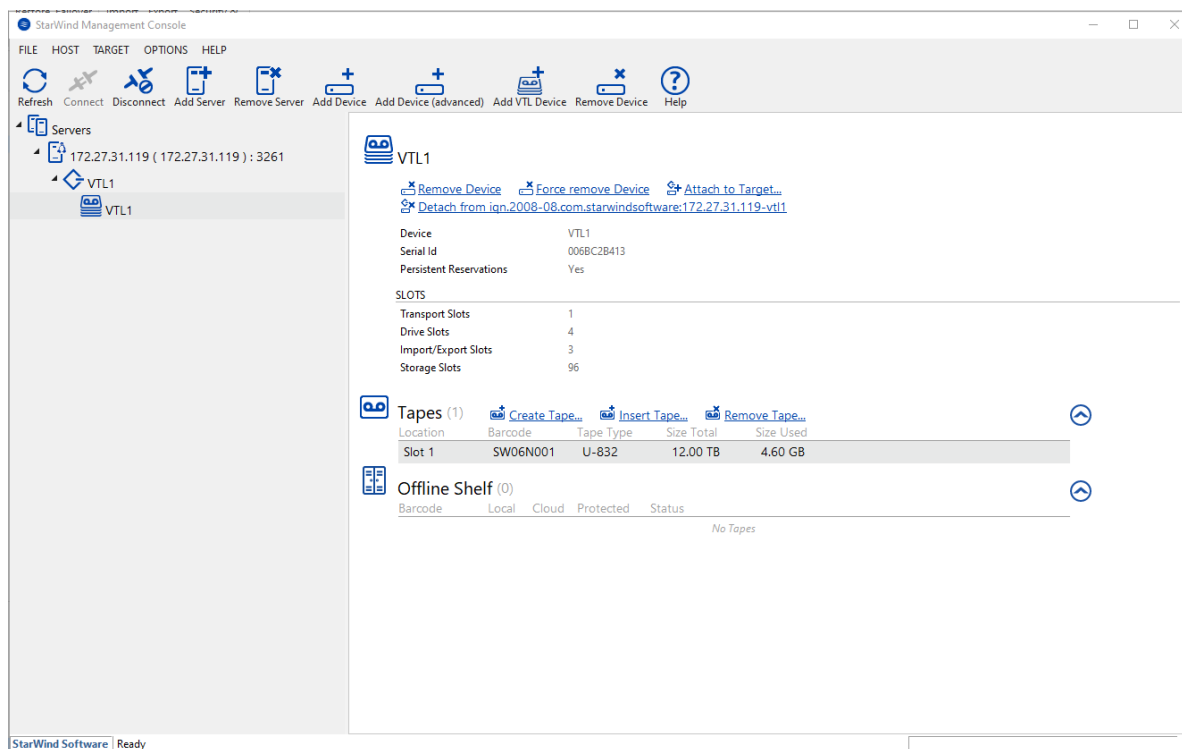 StarWind Management Console
FILE HOST TARGET OPTIONS HELP
Refresh Connect Disconnect Add Server Remove Server Add Device Add Device (advanced) Add VTL Device Remove Device Help
Servers
172.27.31.119 ( 172.27.31.119 ) : 3261
VTL1
VTL1
VTL1
Remove Device Force remove Device Attach to Target...
Detach from iqn.2008-08.com.starwindsoftware:172.27.31.119-vtl1
Device VTL1
Serial Id 006BC2B413
Persistent Reservations Yes
SLOTS
Transport Slots 1
Drive Slots 4
Import/Export Slots 3
Storage Slots 96
Tapes (1) Create Tape... Insert Tape... Remove Tape...
Location Barcode Tape Type Size Total Size Used
Slot 1 SW06N001 U-832 12.00 TB 4.60 GB
Offline Shelf (0)
Barcode Local Cloud Protected Status
No Tapes
StarWind Software Ready